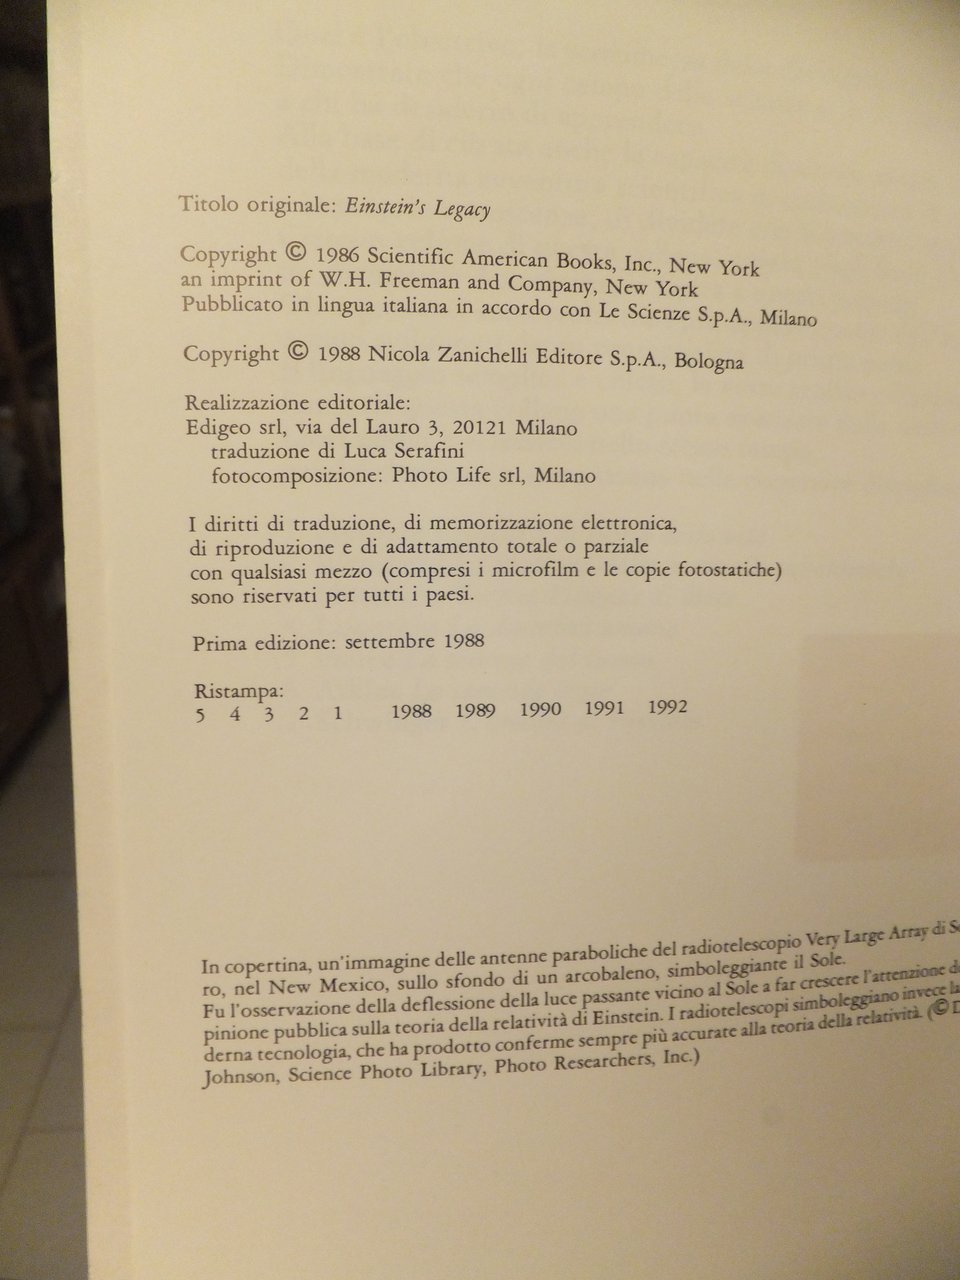 Titolo originale: Einstein's Legacy
Copyright © 1986 Scientific American Books, Inc., New York
an imprint of W.H. Freeman and Company, New York
Pubblicato in lingua italiana in accordo con Le Scienze S.p.A., Milano
Copyright © 1988 Nicola Zanichelli Editore S.p.A., Bologna
Realizzazione editoriale:
Edigeo srl, via del Lauro 3, 20121 Milano
traduzione di Luca Serafini
fotocomposizione: Photo Life srl, Milano
I diritti di traduzione, di memorizzazione elettronica,
di riproduzione e di adattamento totale o parziale
con qualsiasi mezzo (compresi i microfilm e le copie fotostatiche)
sono riservati per tutti i paesi.
Prima edizione: settembre 1988
Ristampa:
5 4 3 2 1 1988 1989 1990 1991 1992
In copertina, un'immagine delle antenne paraboliche del radiotelescopio Very Large Array di
ro, nel New Mexico, sullo sfondo di un arcobaleno, simboleggiante il Sole.
Fu l'osservazione della deflessione della luce passante vicino al Sole a far crescere l'attenzione
pinione pubblica sulla teoria della relatività di Einstein. I radiotelescopi simboleggiano invece la
derna tecnologia, che ha prodotto conferme sempre più accurate alla teoria della relatività. (©
Johnson, Science Photo Library, Photo Researchers, Inc.)